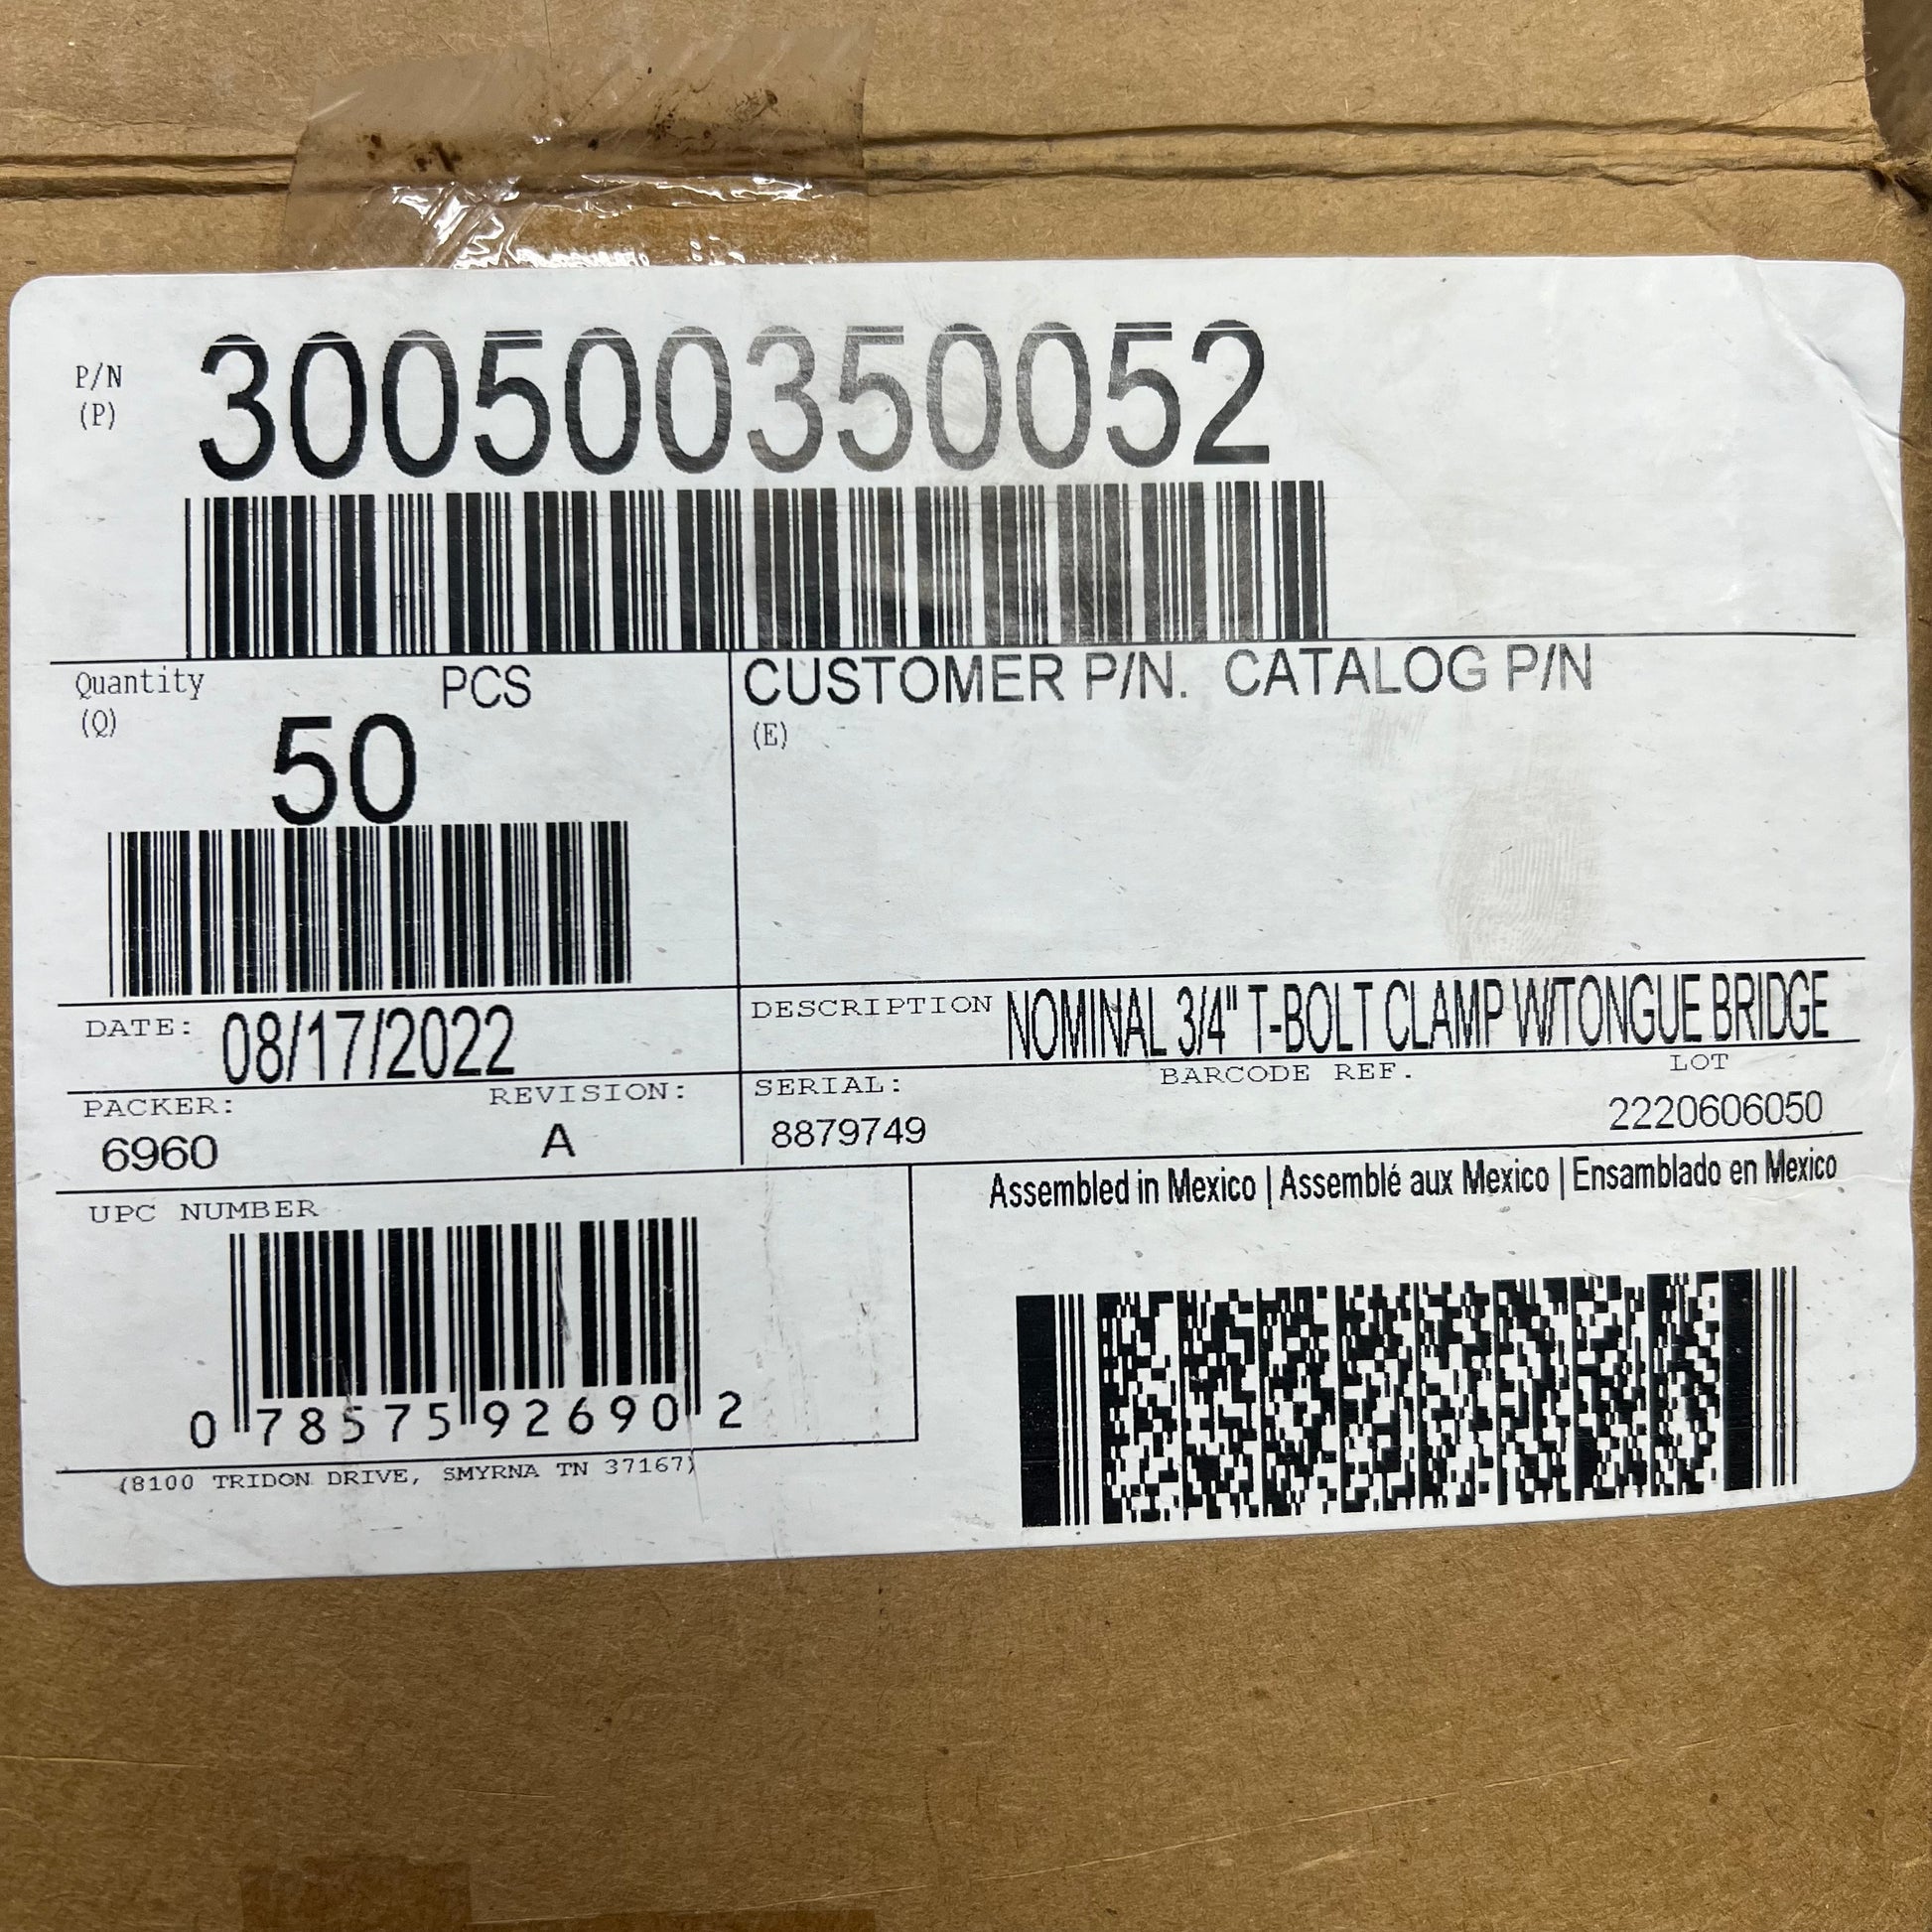 P/N
(P)
300500350052
Quantity
(Q)
PCS
50
CUSTOMER P/N. CATALOG P/N
(E)
DATE: 08/17/2022
DESCRIPTION NOMINAL 3/4" T-BOLT CLAMP W/TONGUE BRIDGE
PACKER:
6960
REVISION:
A
SERIAL:
8879749
BARCODE REF.
LOT
2220606050
UPC NUMBER
0 78575 92690 2
(8100 TRIDON DRIVE, SMYRNA TN 37167)
Assembled in Mexico | Assemblé aux Mexico | Ensamblado en Mexico